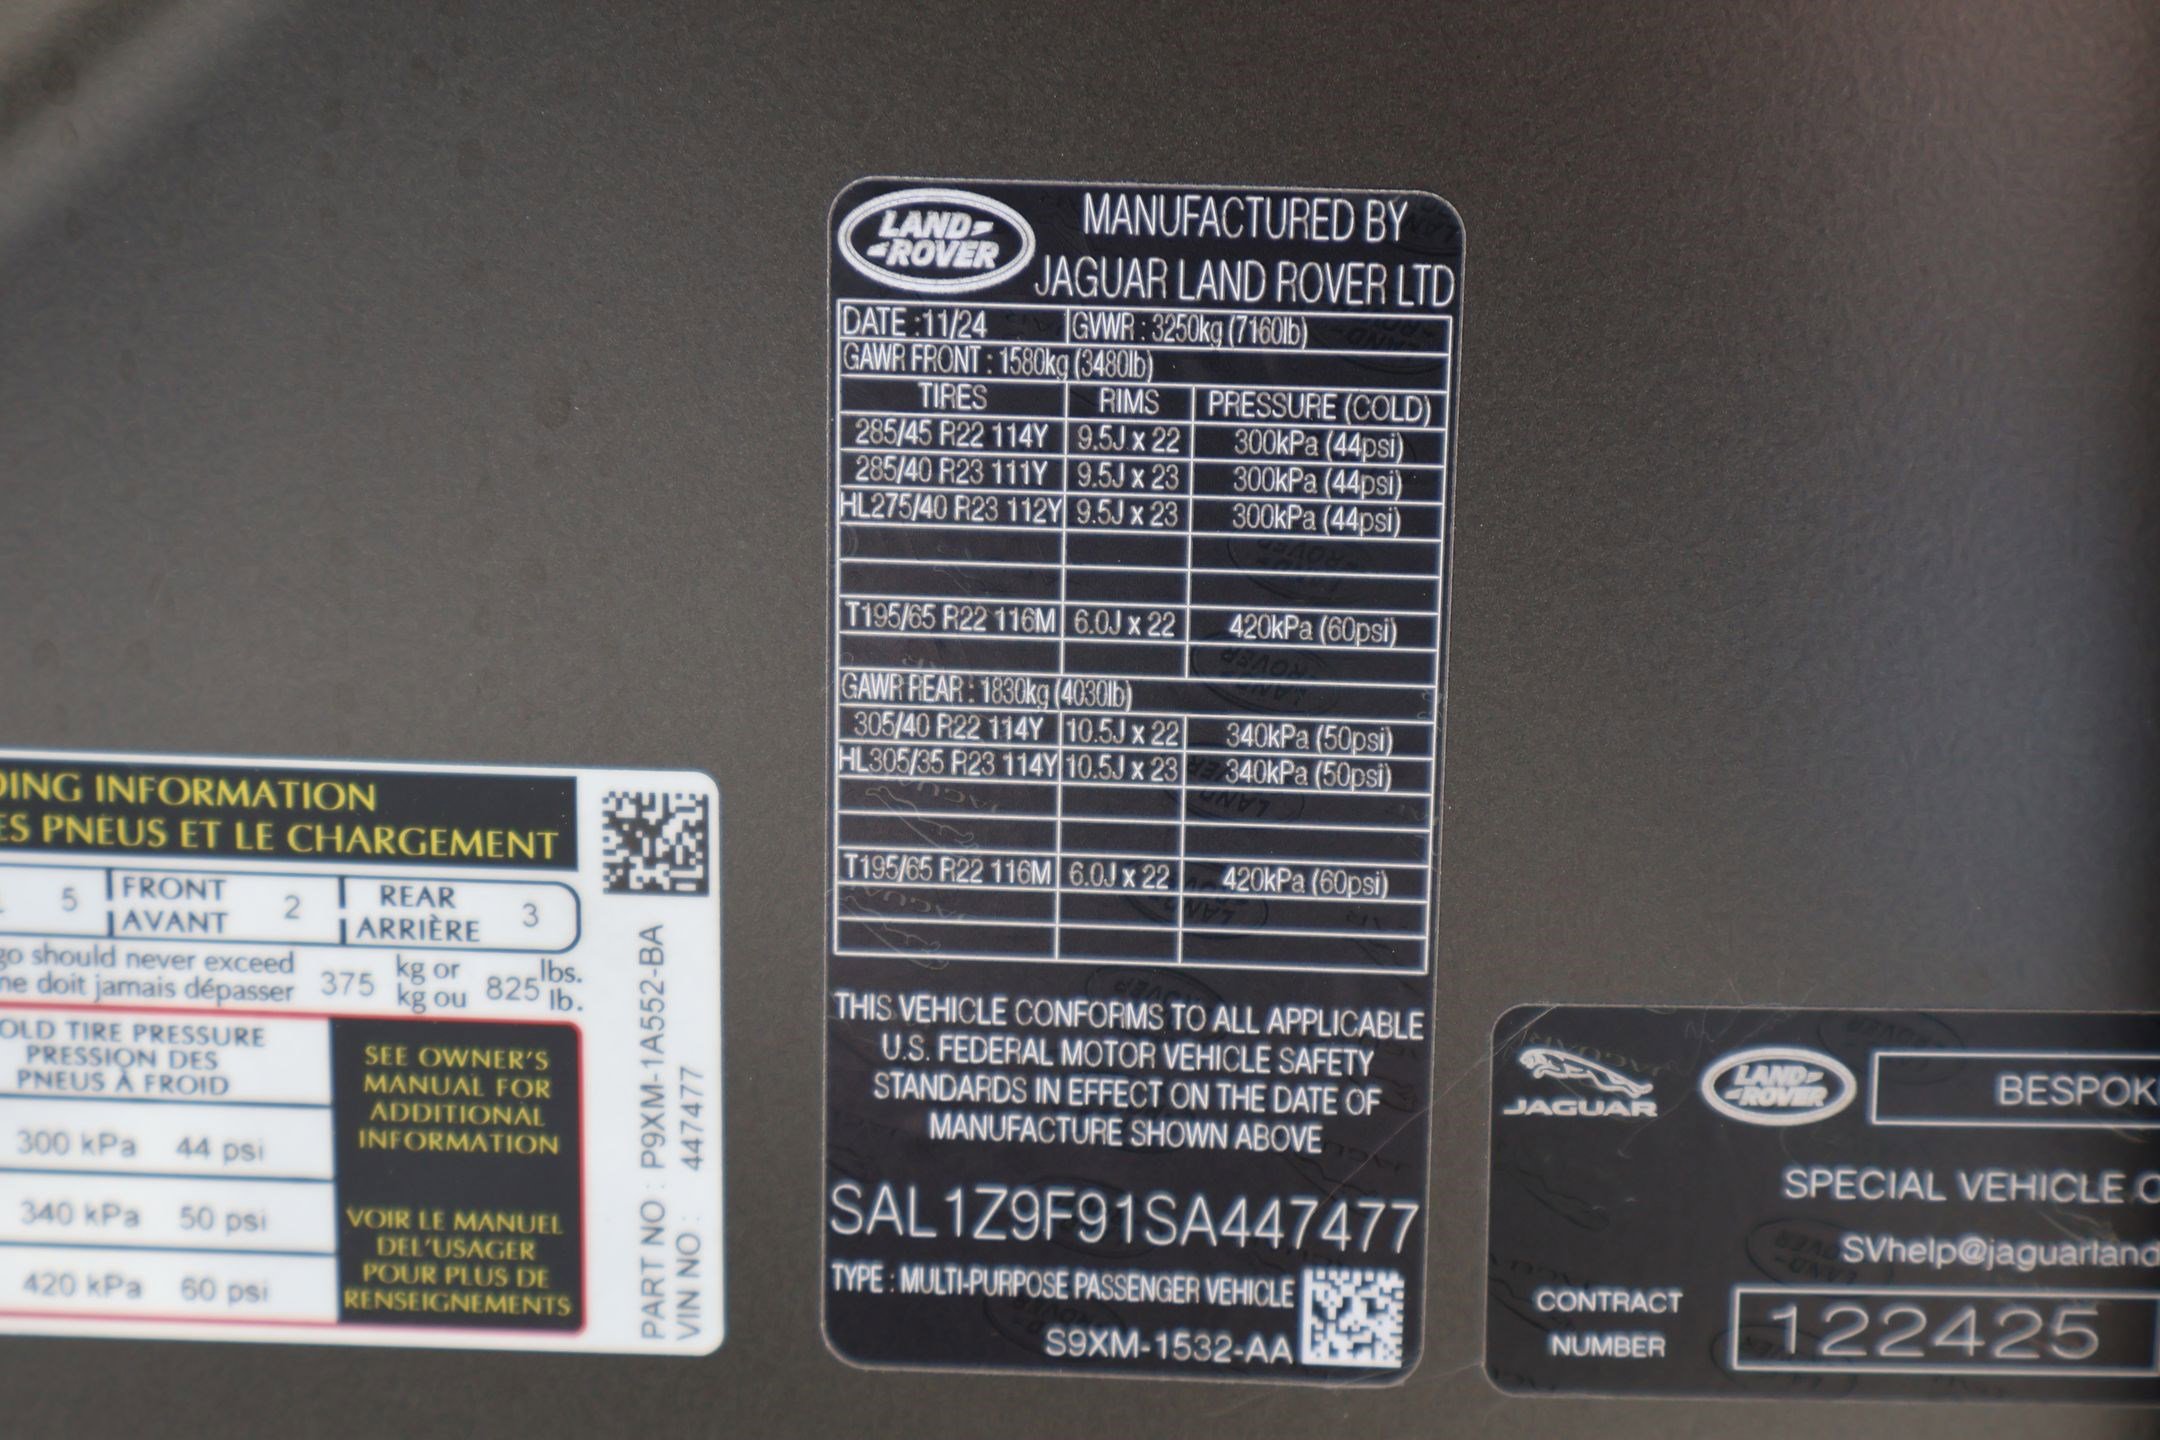 LAND ROVER
MANUFACTURED BY
JAGUAR LAND ROVER LTD
DATE :11/24 GVWR : 3250kg (7160lb)
GAWR FRONT : 1580kg (3480lb)
TIRES RIMS PRESSURE (COLD)
285/45 R22 114Y 9.5J x 22 300kPa (44psi)
285/40 R23 111Y 9.5J x 23 300kPa (44psi)
HL275/40 R23 112Y 9.5J x 23 300kPa (44psi)
T195/65 R22 116M 6.0J x 22 420kPa (60psi)
GAWR REAR : 1830kg (4030lb)
305/40 R22 114Y 10.5J x 22 340kPa (50psi)
HL305/35 R23 114Y 10.5J x 23 340kPa (50psi)
T195/65 R22 116M 6.0J x 22 420kPa (60psi)
THIS VEHICLE CONFORMS TO ALL APPLICABLE
U.S. FEDERAL MOTOR VEHICLE SAFETY
STANDARDS IN EFFECT ON THE DATE OF
MANUFACTURE SHOWN ABOVE
SAL1Z9F91SA447477
TYPE : MULTI-PURPOSE PASSENGER VEHICLE
S9XM-1532-AA
DING INFORMATION
ES PNEUS ET LE CHARGEMENT
5 FRONT 2 REAR 3
AVANT ARRIÈRE
go should never exceed 375 kg or 825 lbs.
ne doit jamais dépasser kg ou lb.
OLD TIRE PRESSURE
PRESSION DES
PNEUS À FROID
300 kPa 44 psi
340 kPa 50 psi
420 kPa 60 psi
SEE OWNER'S
MANUAL FOR
ADDITIONAL
INFORMATION
VOIR LE MANUEL
DEL'USAGER
POUR PLUS DE
RENSEIGNEMENTS
PART NO : P9XM-1A552-BA
VIN NO : 447477
JAGUAR LAND ROVER BESPOK
SPECIAL VEHICLE O
SVhelp@jaguarland
CONTRACT
NUMBER
122425